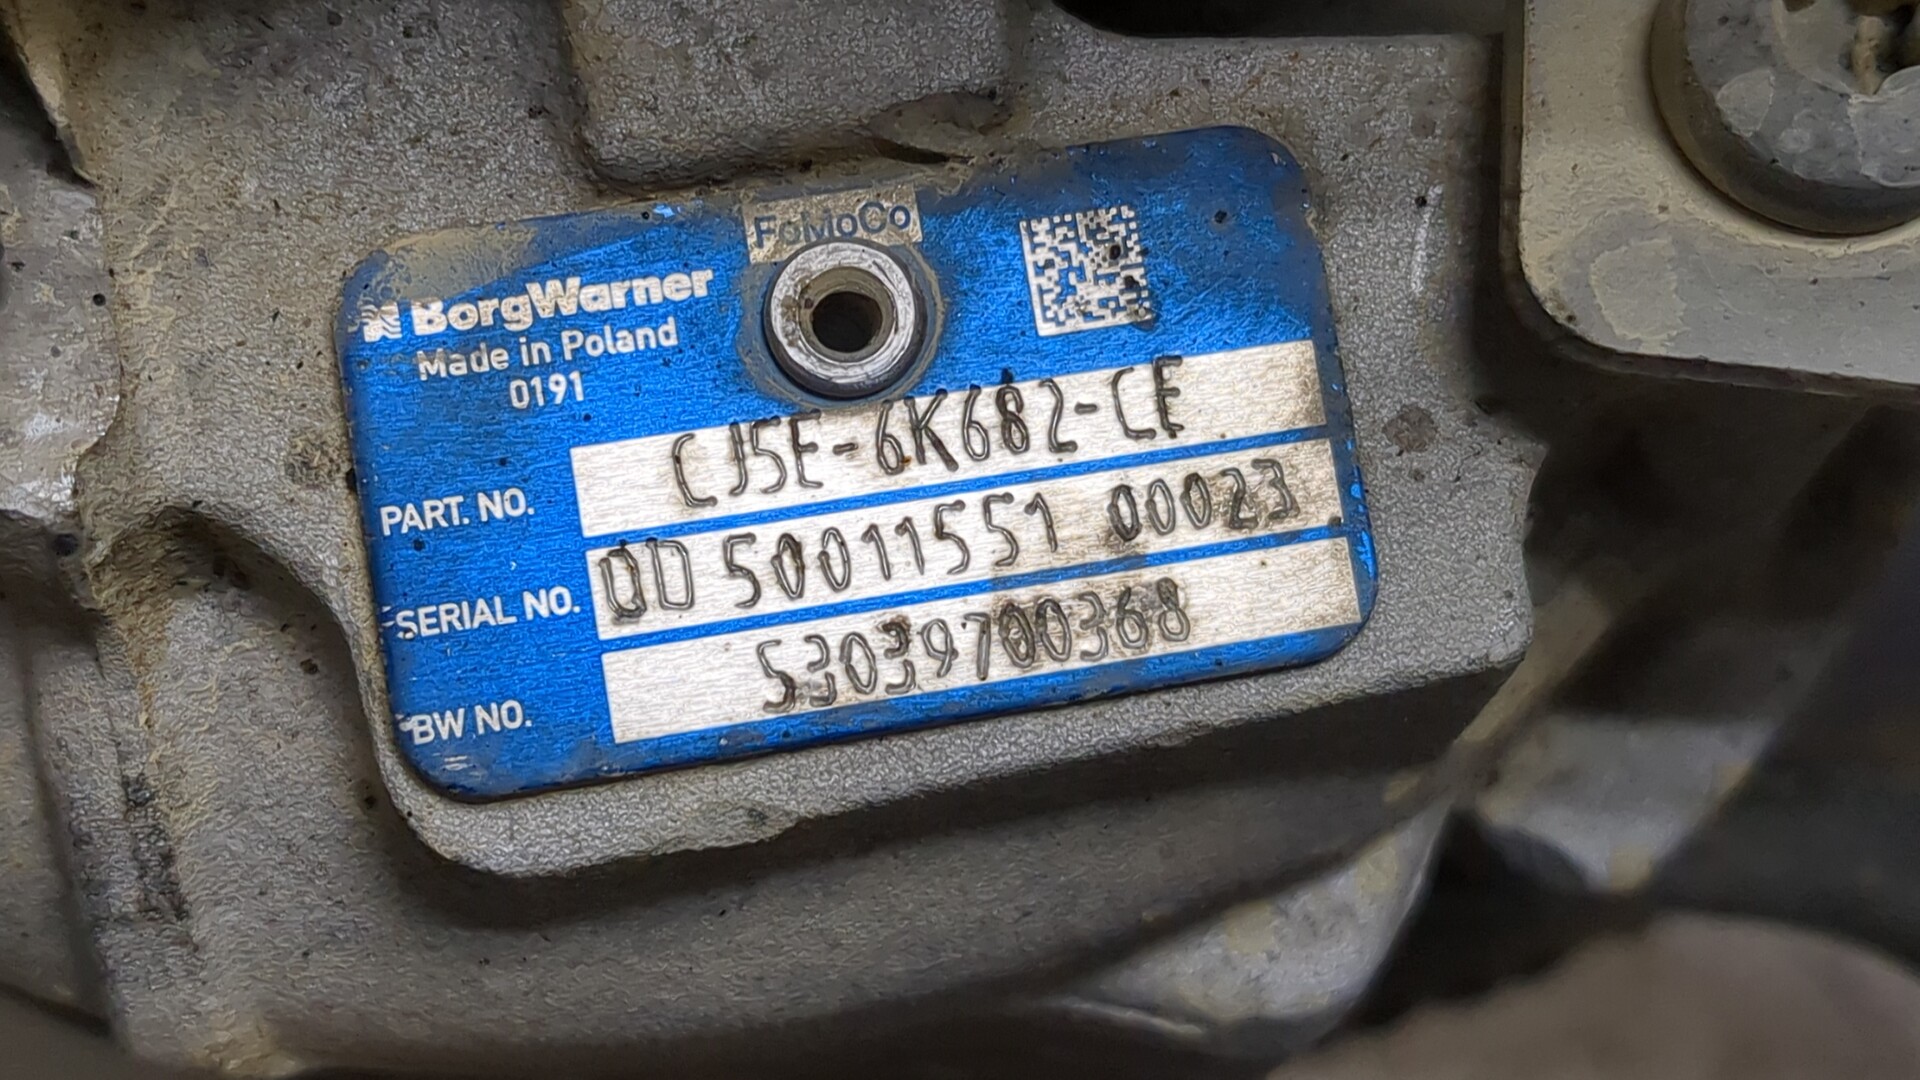 FoMoCo
BorgWarner
Made in Poland
0191
PART. NO. CJ5E-6K682-CE
SERIAL NO. QD 50011551 00023
BW NO. 53039700368